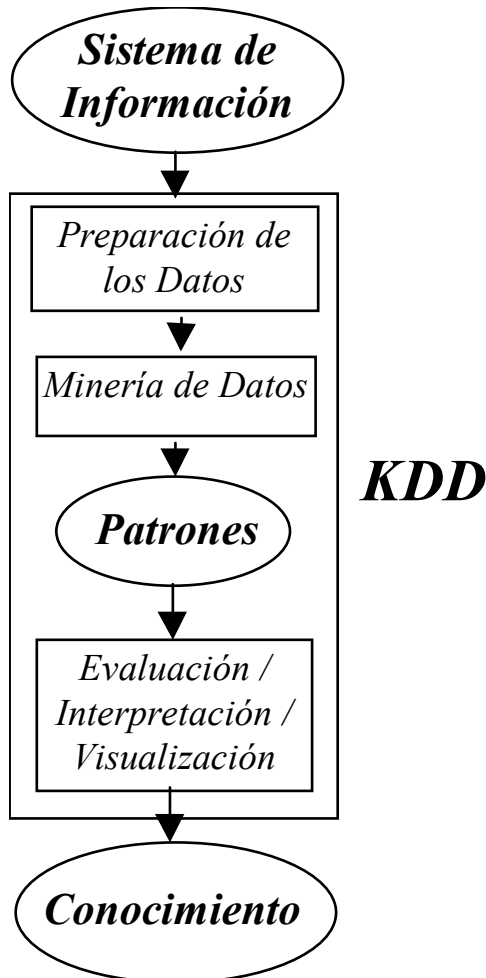 Sistema de
Información
Preparación de
los Datos
Minería de Datos
KDD
Patrones
Evaluación /
Interpretación /
Visualización
Conocimiento